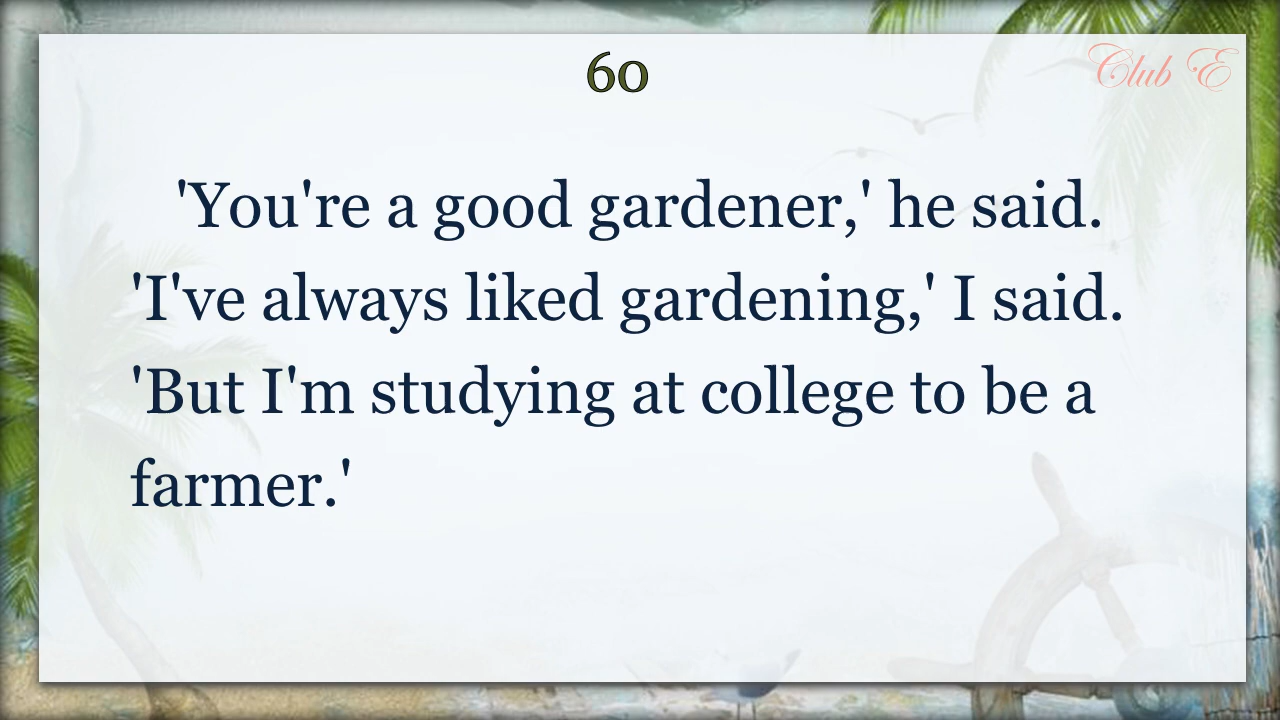 60
Club E
'You're a good gardener,' he said.
'I've always liked gardening,' I said.
'But I'm studying at college to be a
farmer.'